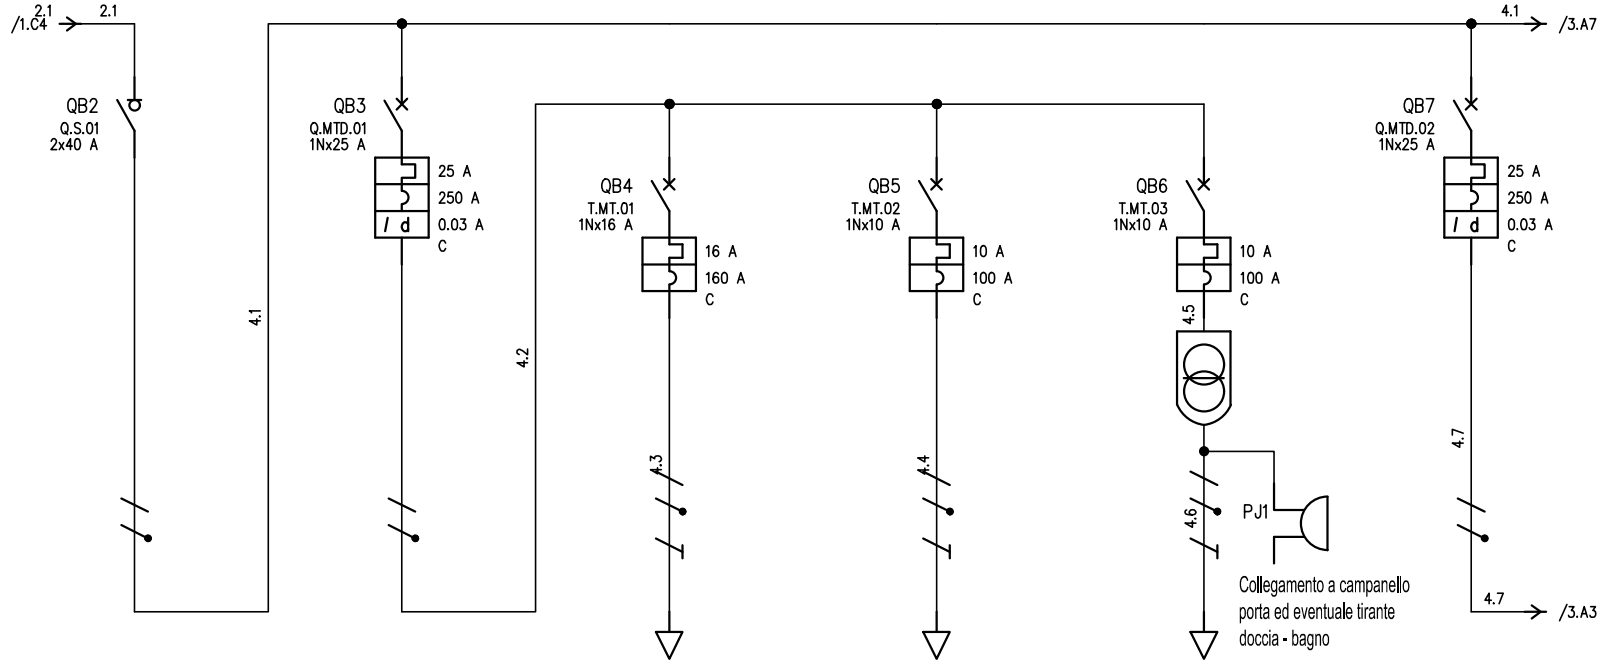 2.1
/1.C4
2.1
4.1
/3.A7
QB2
Q.S.01
2x40 A
QB3
Q.MTD.01
1Nx25 A
25 A
250 A
I d
0.03 A
C
QB4
T.MT.01
1Nx16 A
16 A
160 A
C
QB5
T.MT.02
1Nx10 A
10 A
100 A
C
QB6
T.MT.03
1Nx10 A
10 A
100 A
C
QB7
Q.MTD.02
1Nx25 A
25 A
250 A
I d
0.03 A
C
4.1
4.2
4.5
4.3
4.4
4.6
4.7
PJ1
Collegamento a campanello
porta ed eventuale tirante
doccia - bagno
4.7
/3.A3